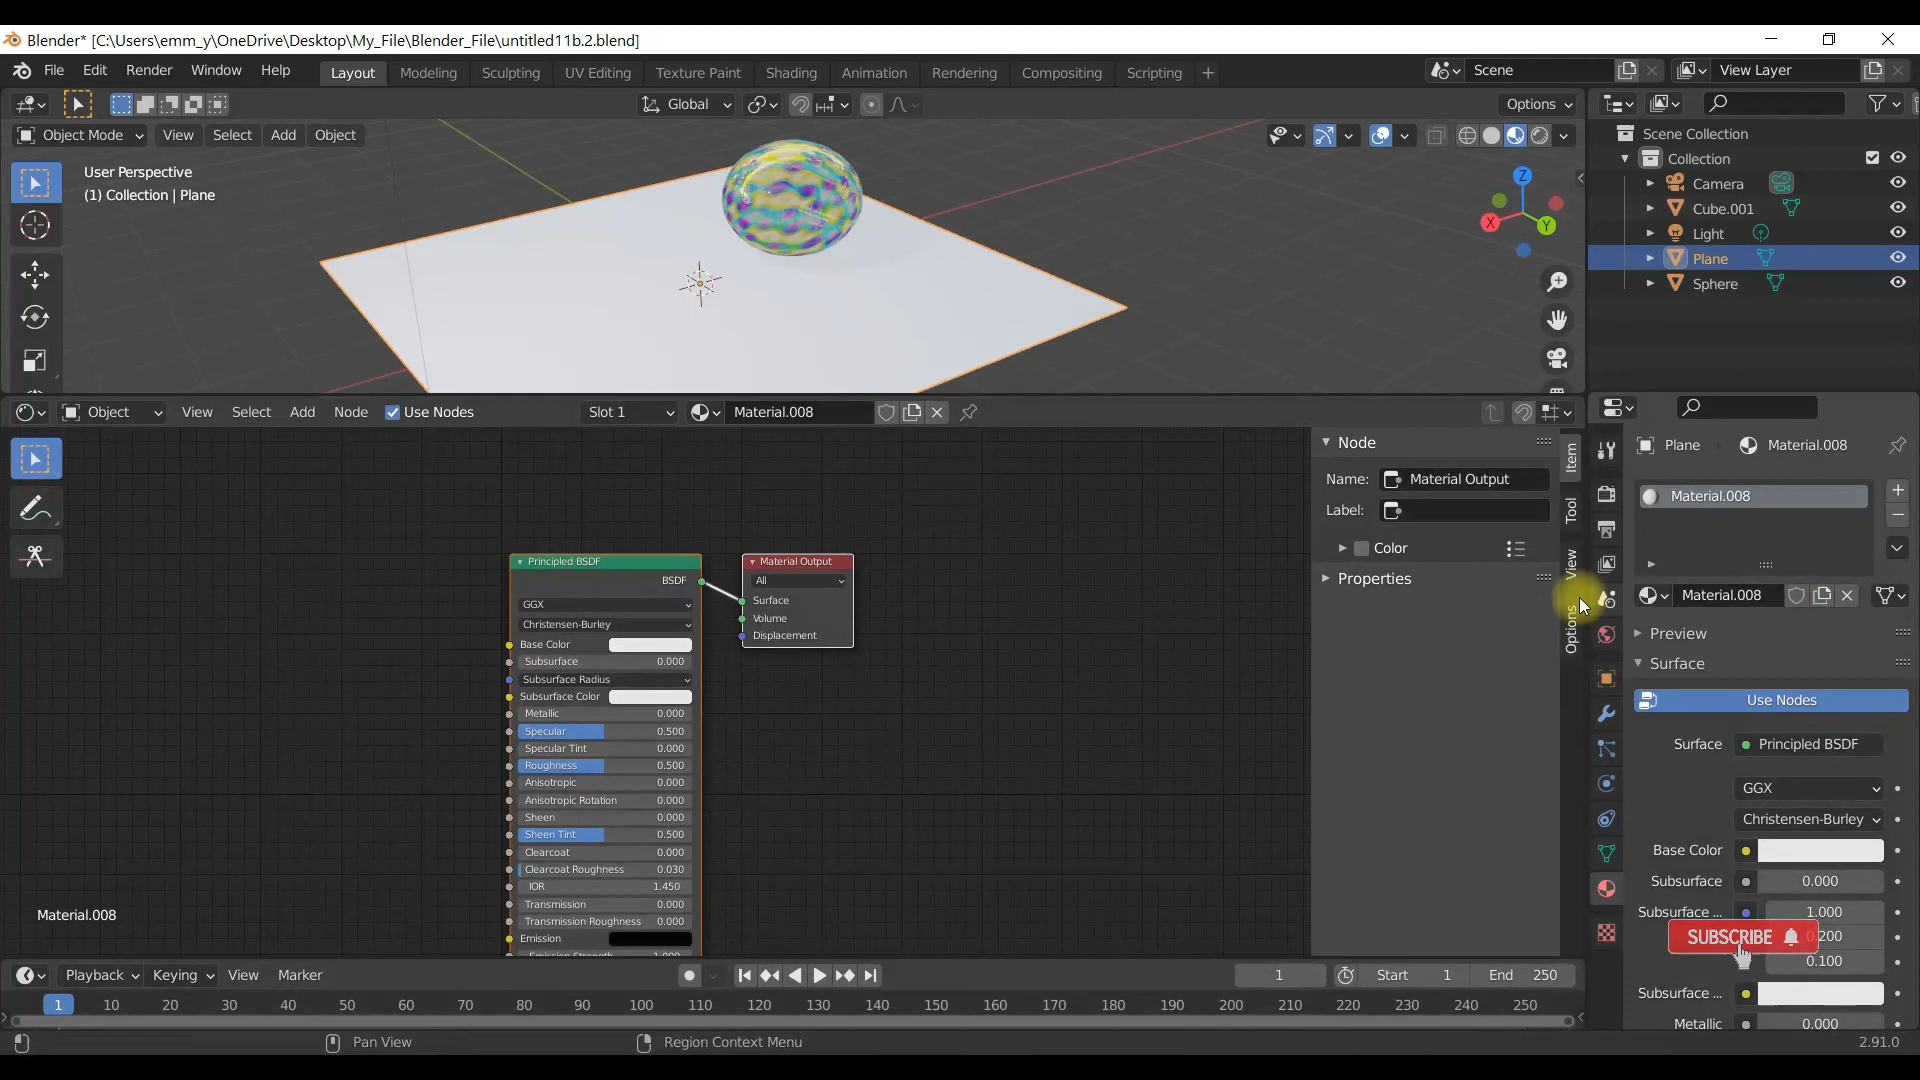 Blender* [C:\Users\emm_y\OneDrive\Desktop\My_File\Blender_File\untitled11b.2.blend]
File Edit Render Window Help Layout Modeling Sculpting UV Editing Texture Paint Shading Animation Rendering Compositing Scripting + Scene View Layer
Global Options
Object Mode View Select Add Object
User Perspective
(1) Collection | Plane
Z
X
Y
Scene Collection
Collection
Camera
Cube.001
Light
Plane
Sphere
Object View Select Add Node Use Nodes Slot 1 Material.008
Node
Name: Material Output
Label:
Color
Properties
Item
Tool
View
Options
Principled BSDF
BSDF
GGX
Christensen-Burley
Base Color
Subsurface 0.000
Subsurface Radius
Subsurface Color
Metallic 0.000
Specular 0.500
Specular Tint 0.000
Roughness 0.500
Anisotropic 0.000
Anisotropic Rotation 0.000
Sheen 0.000
Sheen Tint 0.500
Clearcoat 0.000
Clearcoat Roughness 0.030
IOR 1.450
Transmission 0.000
Transmission Roughness 0.000
Emission
Material Output
All
Surface
Volume
Displacement
Material.008
Plane Material.008
Material.008
Material.008
Preview
Surface
Use Nodes
Surface Principled BSDF
GGX
Christensen-Burley
Base Color
Subsurface 0.000
Subsurface ... 1.000
SUBSCRIBE 0.200
0.100
Subsurface ...
Metallic 0.000
Playback Keying View Marker 1 Start 1 End 250
1 10 20 30 40 50 60 70 80 90 100 110 120 130 140 150 160 170 180 190 200 210 220 230 240 250
Pan View Region Context Menu 2.91.0